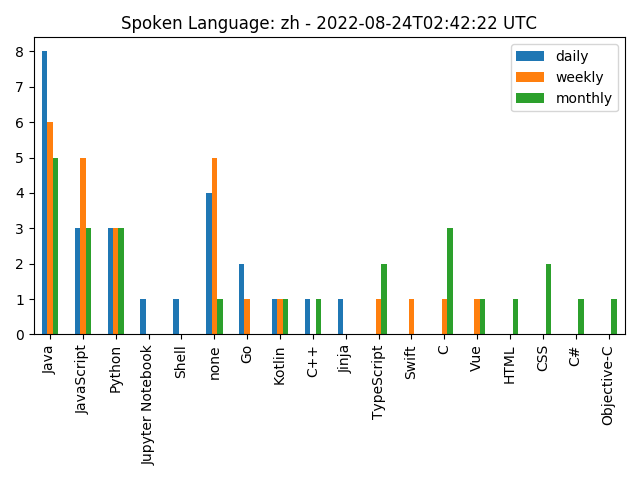 Spoken Language: zh - 2022-08-24T02:42:22 UTC
daily
weekly
monthly
8
7
6
5
4
3
2
1
0
Java
JavaScript
Python
Jupyter Notebook
Shell
none
Go
Kotlin
C++
Jinja
TypeScript
Swift
C
Vue
HTML
CSS
C#
Objective-C